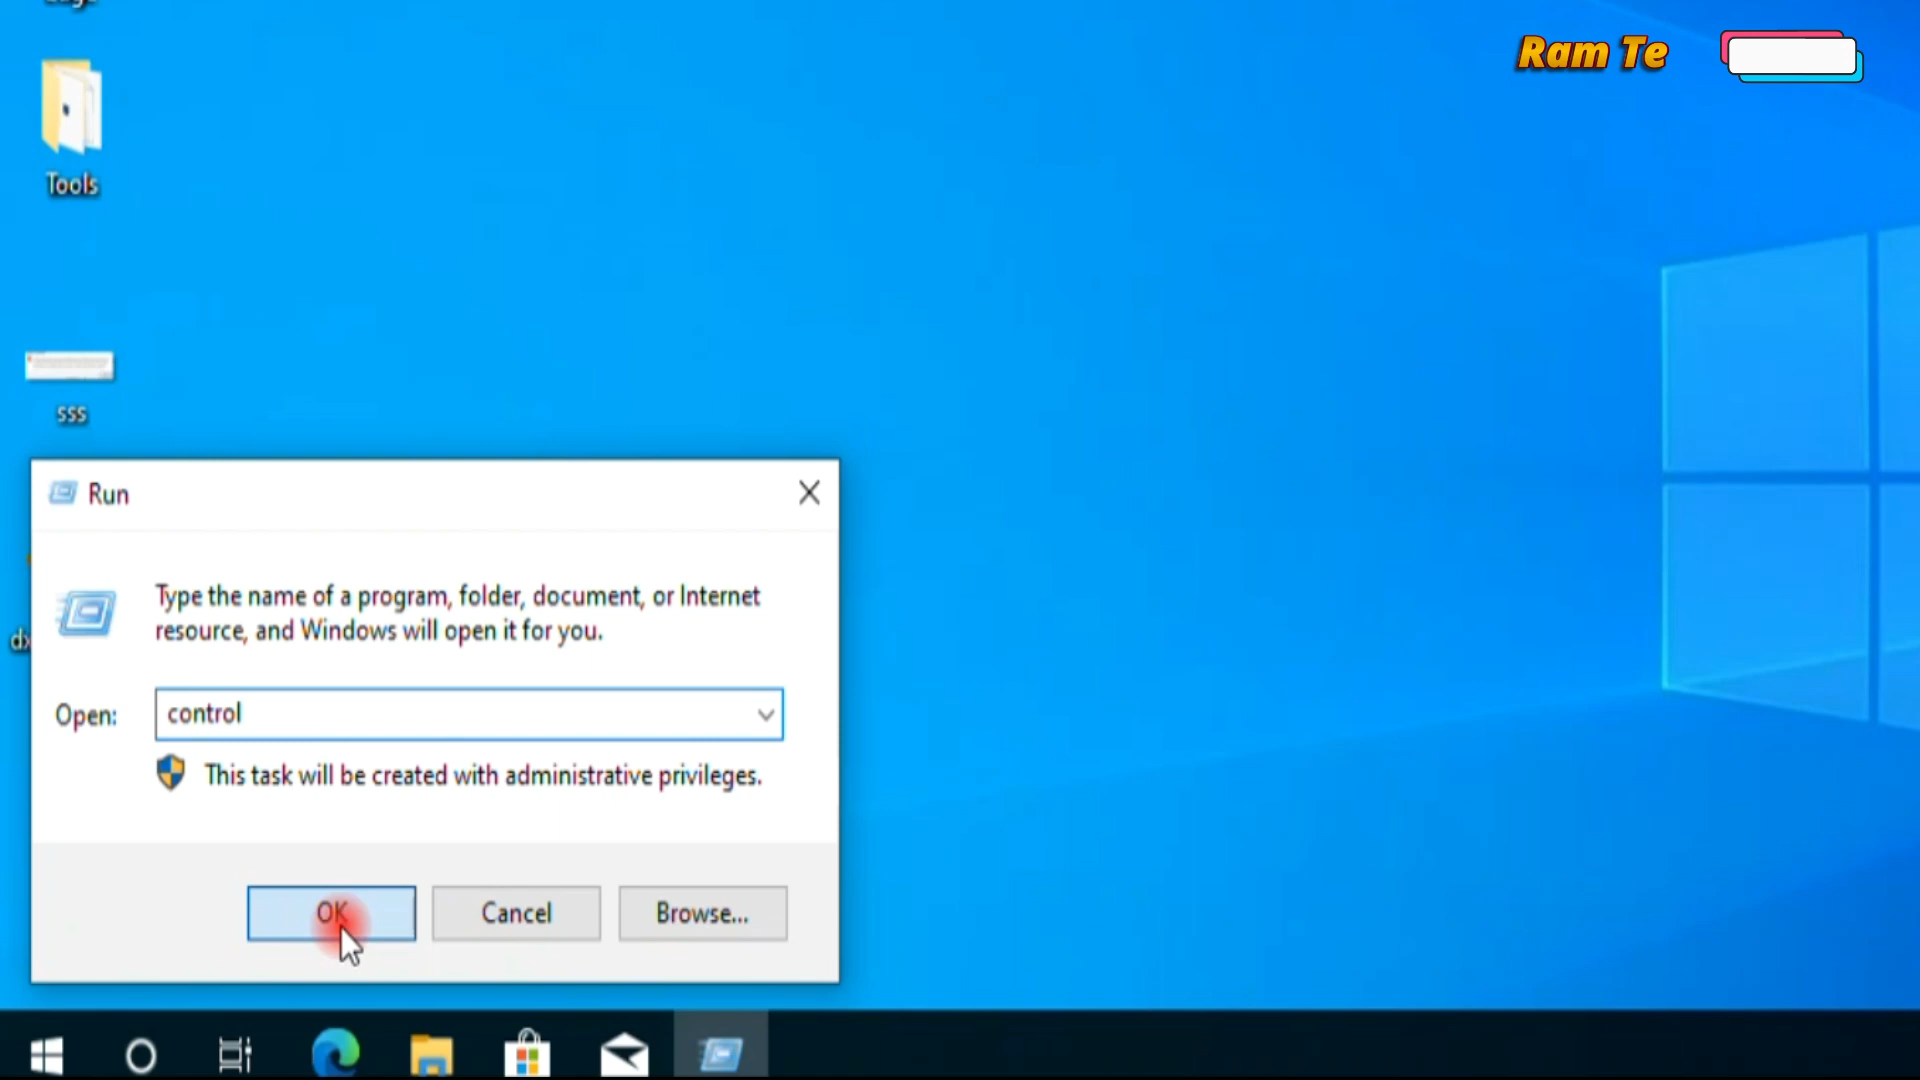 Ram Te
Tools
sss
Run
Type the name of a program, folder, document, or Internet
resource, and Windows will open it for you.
Open:
control
This task will be created with administrative privileges.
OK
Cancel
Browse...